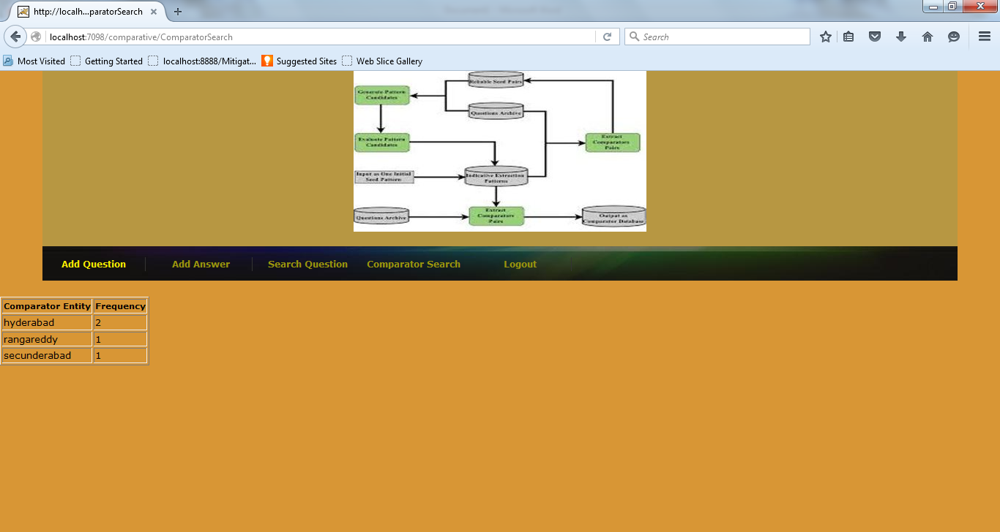 http://localh...paratorSearch
localhost:7098/comparative/ComparatorSearch
Search
Most Visited Getting Started localhost:8888/Mitigat... Suggested Sites Web Slice Gallery
Reliable Seed Pairs
Generate Pattern
Candidates
Questions Archive
Evaluate Pattern
Candidates
Extract
Comparators
Pairs
Input as One Initial
Seed Pattern
Indicative Extraction
Patterns
Questions Archive
Extract
Comparators
Pairs
Output as
Comparator Database
Add Question Add Answer Search Question Comparator Search Logout
Comparator Entity Frequency
hyderabad 2
rangareddy 1
secunderabad 1